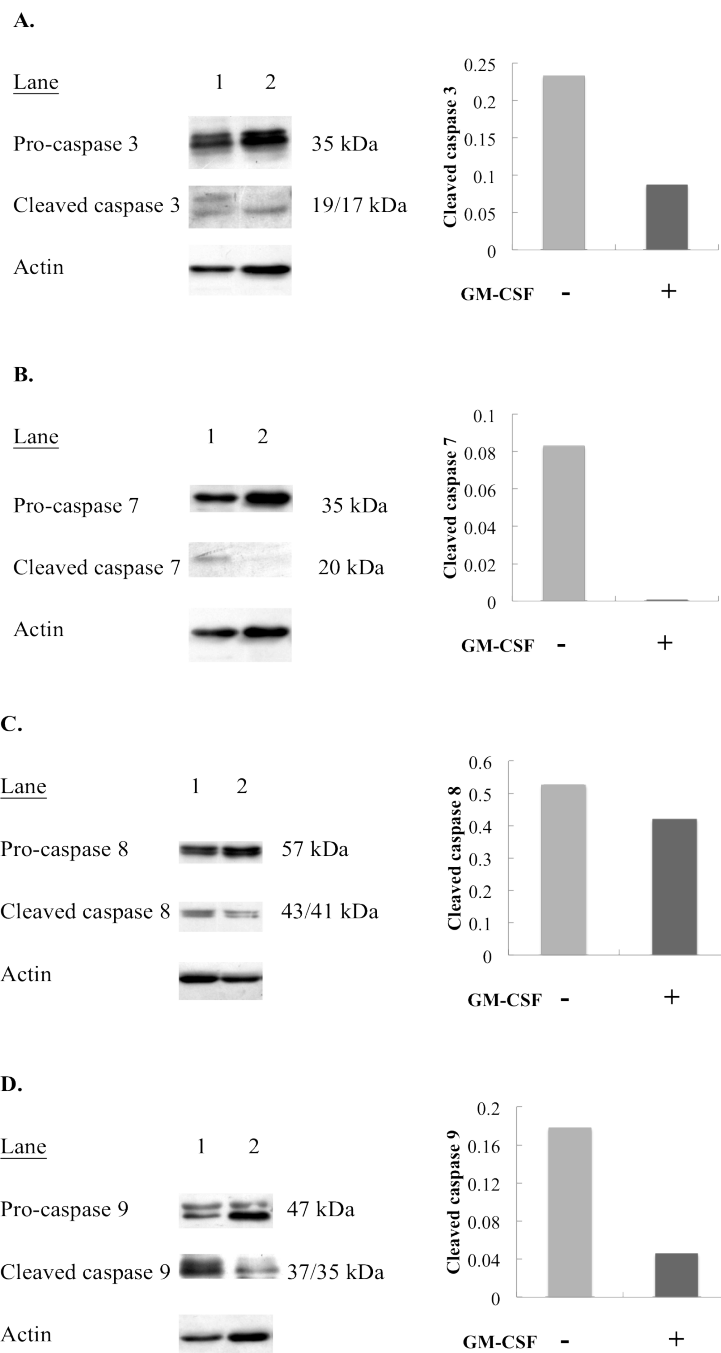 A.
Lane 1 2
Pro-caspase 3 35 kDa
Cleaved caspase 3 19/17 kDa
Actin
Cleaved caspase 3
0.25
0.2
0.15
0.1
0.05
0
GM-CSF - +
B.
Lane 1 2
Pro-caspase 7 35 kDa
Cleaved caspase 7 20 kDa
Actin
Cleaved caspase 7
0.1
0.08
0.06
0.04
0.02
0
GM-CSF - +
C.
Lane 1 2
Pro-caspase 8 57 kDa
Cleaved caspase 8 43/41 kDa
Actin
Cleaved caspase 8
0.6
0.5
0.4
0.3
0.2
0.1
0
GM-CSF - +
D.
Lane 1 2
Pro-caspase 9 47 kDa
Cleaved caspase 9 37/35 kDa
Actin
Cleaved caspase 9
0.2
0.16
0.12
0.08
0.04
0
GM-CSF - +